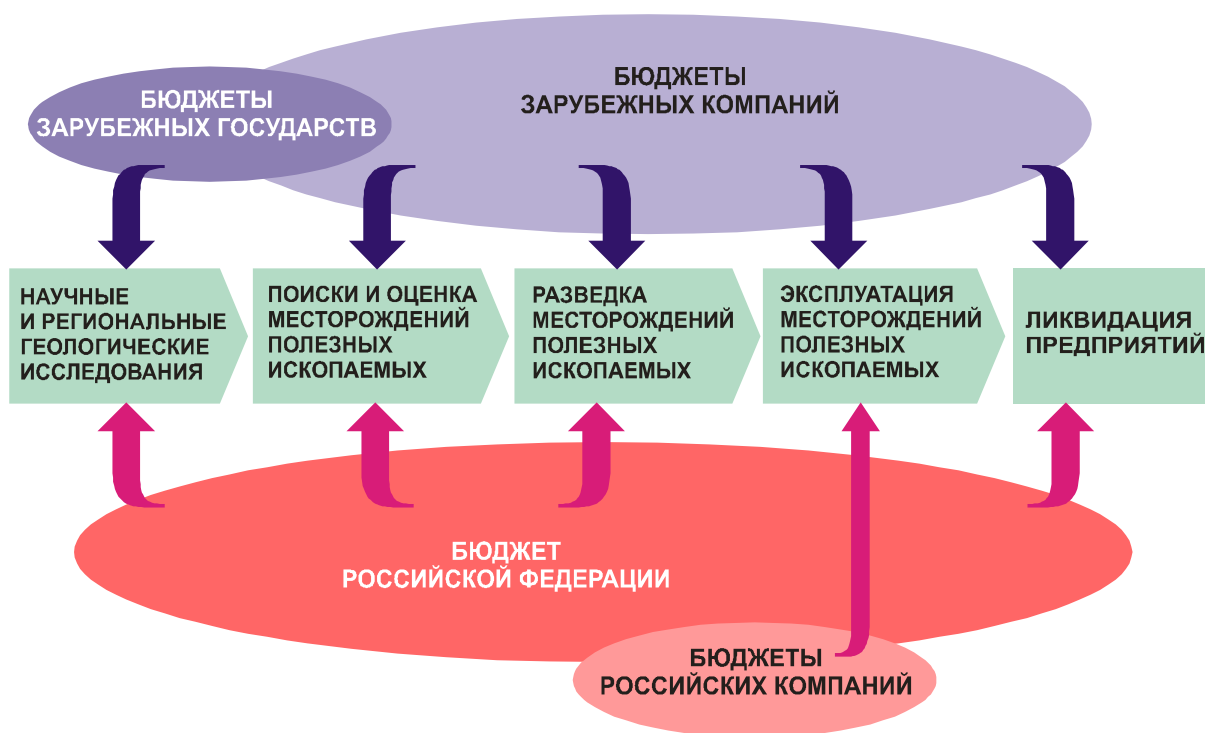 БЮДЖЕТЫ
ЗАРУБЕЖНЫХ КОМПАНИЙ
БЮДЖЕТЫ
ЗАРУБЕЖНЫХ ГОСУДАРСТВ
НАУЧНЫЕ
И РЕГИОНАЛЬНЫЕ
ГЕОЛОГИЧЕСКИЕ
ИССЛЕДОВАНИЯ
ПОИСКИ И ОЦЕНКА
МЕСТОРОЖДЕНИЙ
ПОЛЕЗНЫХ
ИСКОПАЕМЫХ
РАЗВЕДКА
МЕСТОРОЖДЕНИЙ
ПОЛЕЗНЫХ
ИСКОПАЕМЫХ
ЭКСПЛУАТАЦИЯ
МЕСТОРОЖДЕНИЙ
ПОЛЕЗНЫХ
ИСКОПАЕМЫХ
ЛИКВИДАЦИЯ
ПРЕДПРИЯТИЙ
БЮДЖЕТ
РОССИЙСКОЙ ФЕДЕРАЦИИ
БЮДЖЕТЫ
РОССИЙСКИХ КОМПАНИЙ